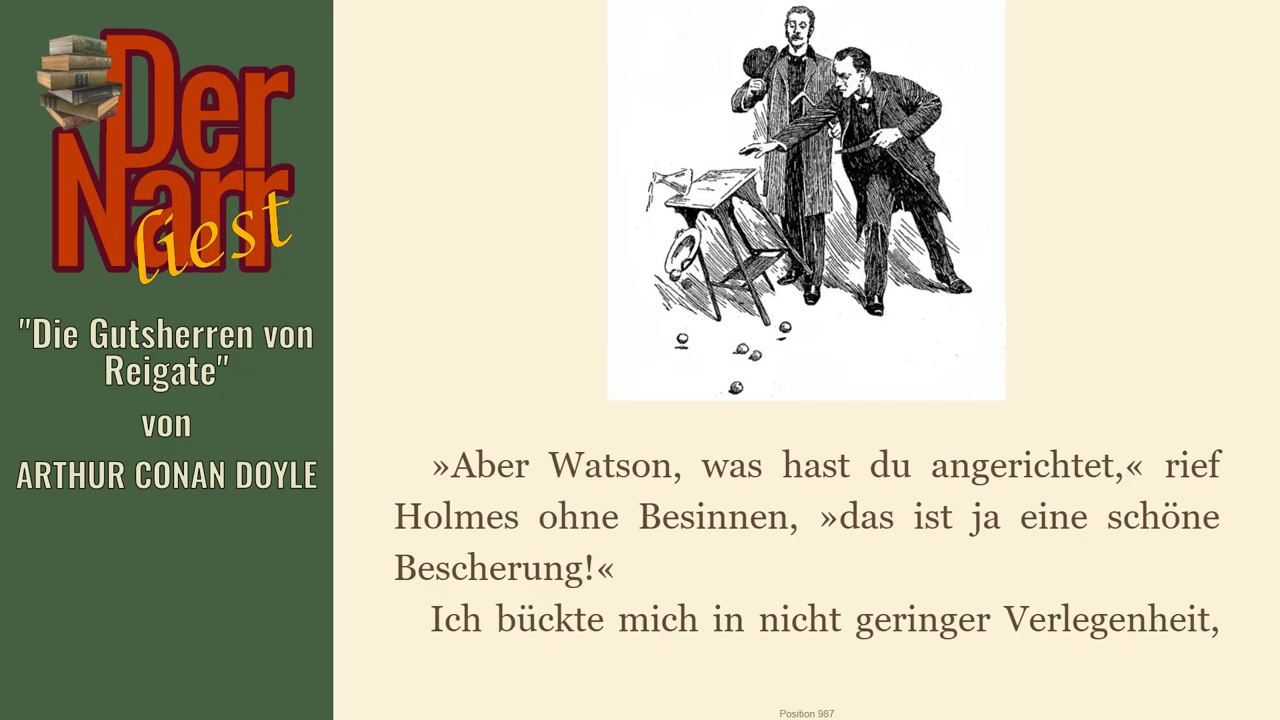 Der
Narr
liest
"Die Gutsherren von
Reigate"
von
ARTHUR CONAN DOYLE
»Aber Watson, was hast du angerichtet,« rief
Holmes ohne Besinnen, »das ist ja eine schöne
Bescherung!«
Ich bückte mich in nicht geringer Verlegenheit,
Position 987